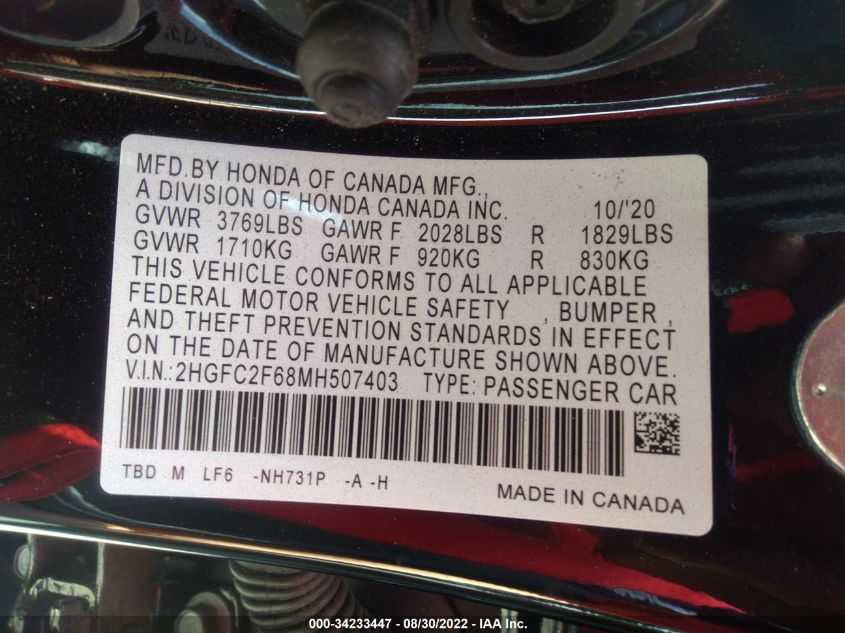 MFD.BY HONDA OF CANADA MFG.,
A DIVISION OF HONDA CANADA INC. 10/'20
GVWR 3769LBS GAWR F 2028LBS R 1829LBS
GVWR 1710KG GAWR F 920KG R 830KG
THIS VEHICLE CONFORMS TO ALL APPLICABLE
FEDERAL MOTOR VEHICLE SAFETY , BUMPER ,
AND THEFT PREVENTION STANDARDS IN EFFECT
ON THE DATE OF MANUFACTURE SHOWN ABOVE.
V.I.N.:2HGFC2F68MH507403 TYPE: PASSENGER CAR
TBD M LF6 -NH731P -A -H
MADE IN CANADA
000-34233447 - 08/30/2022 - IAA Inc.